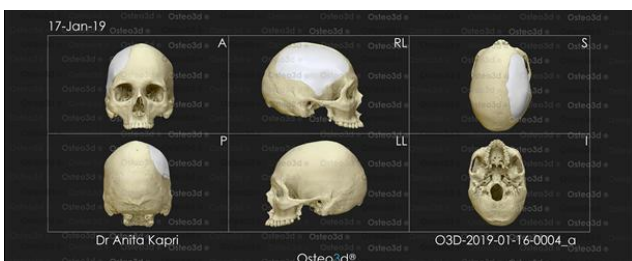 17-Jan-19
A
RL
S
P
LL
I
Dr Anita Kapri
O3D-2019-01-16-0004_a
Osteo3d®